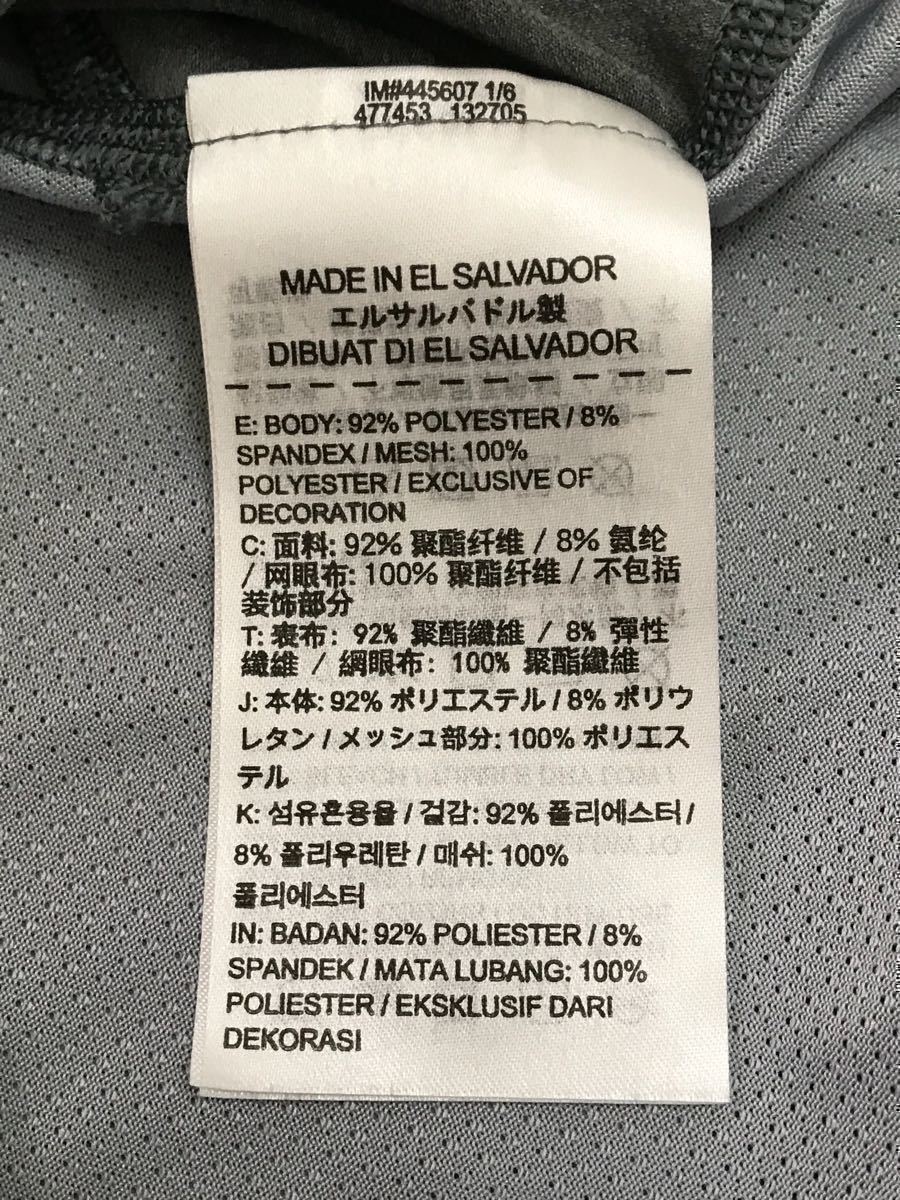 IM#445607 1/6
477453 132705
MADE IN EL SALVADOR
エルサルバドル製
DIBUAT DI EL SALVADOR
E: BODY: 92% POLYESTER / 8%
SPANDEX / MESH: 100%
POLYESTER / EXCLUSIVE OF
DECORATION
C: 面料: 92% 聚酯纤维 / 8% 氨纶
/ 网眼布: 100% 聚酯纤维 / 不包括
装饰部分
T: 表布: 92% 聚酯纖維 / 8% 彈性
纖維 / 網眼布: 100% 聚酯纖維
J: 本体: 92% ポリエステル / 8% ポリウ
レタン / メッシュ部分: 100% ポリエス
テル
K: 섬유혼용율 / 겉감: 92% 폴리에스터 /
8% 폴리우레탄 / 매쉬: 100%
폴리에스터
IN: BADAN: 92% POLIESTER / 8%
SPANDEK / MATA LUBANG: 100%
POLIESTER / EKSKLUSIF DARI
DEKORASI